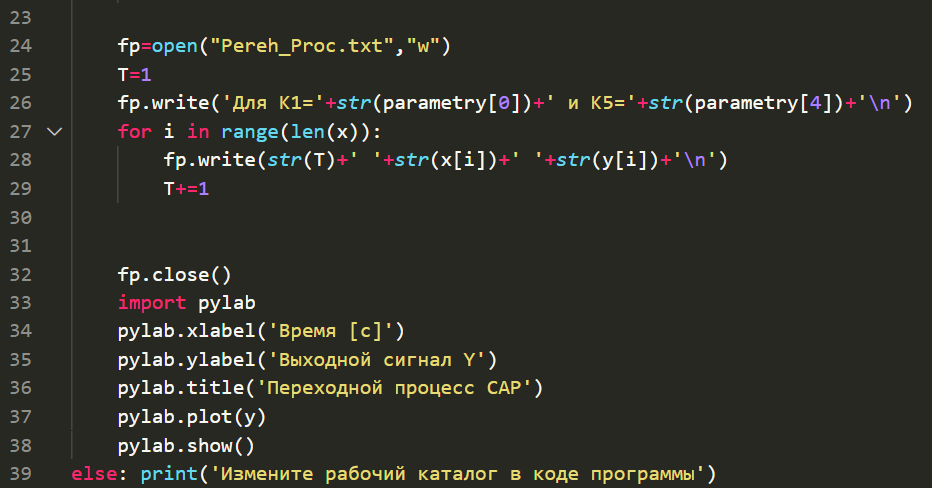 23
24 fp=open("Pereh_Proc.txt","w")
25 T=1
26 fp.write('Для K1='+str(parametry[0])+' и K5='+str(parametry[4])+'\n')
27 for i in range(len(x)):
28 fp.write(str(T)+' '+str(x[i])+' '+str(y[i])+'\n')
29 T+=1
30
31
32 fp.close()
33 import pylab
34 pylab.xlabel('Время [с]')
35 pylab.ylabel('Выходной сигнал Y')
36 pylab.title('Переходной процесс САР')
37 pylab.plot(y)
38 pylab.show()
39 else: print('Измените рабочий каталог в коде программы')